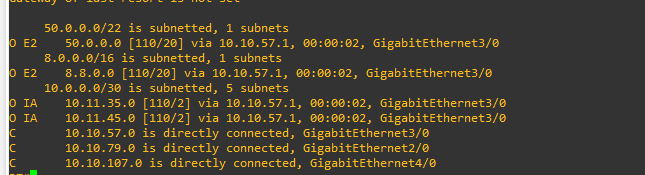 Gateway of last resort is not set
50.0.0.0/22 is subnetted, 1 subnets
O E2 50.0.0.0 [110/20] via 10.10.57.1, 00:00:02, GigabitEthernet3/0
8.0.0.0/16 is subnetted, 1 subnets
O E2 8.8.0.0 [110/20] via 10.10.57.1, 00:00:02, GigabitEthernet3/0
10.0.0.0/30 is subnetted, 5 subnets
O IA 10.11.35.0 [110/2] via 10.10.57.1, 00:00:02, GigabitEthernet3/0
O IA 10.11.45.0 [110/2] via 10.10.57.1, 00:00:02, GigabitEthernet3/0
C 10.10.57.0 is directly connected, GigabitEthernet3/0
C 10.10.79.0 is directly connected, GigabitEthernet2/0
C 10.10.107.0 is directly connected, GigabitEthernet4/0